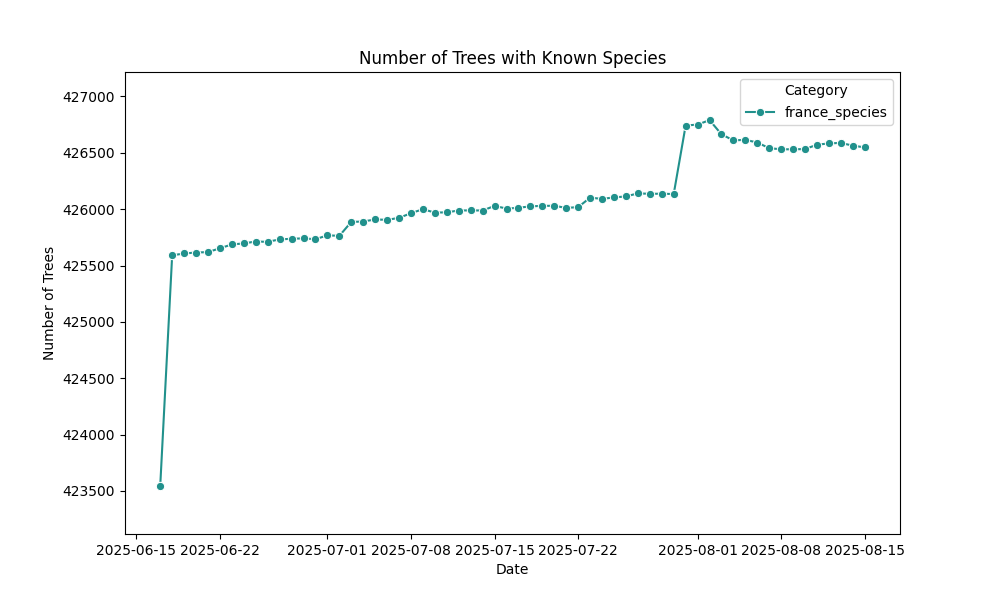 Number of Trees with Known Species
Category
france_species
427000
426500
426000
425500
425000
424500
424000
423500
Number of Trees
2025-06-15 2025-06-22 2025-07-01 2025-07-08 2025-07-15 2025-07-22 2025-08-01 2025-08-08 2025-08-15
Date